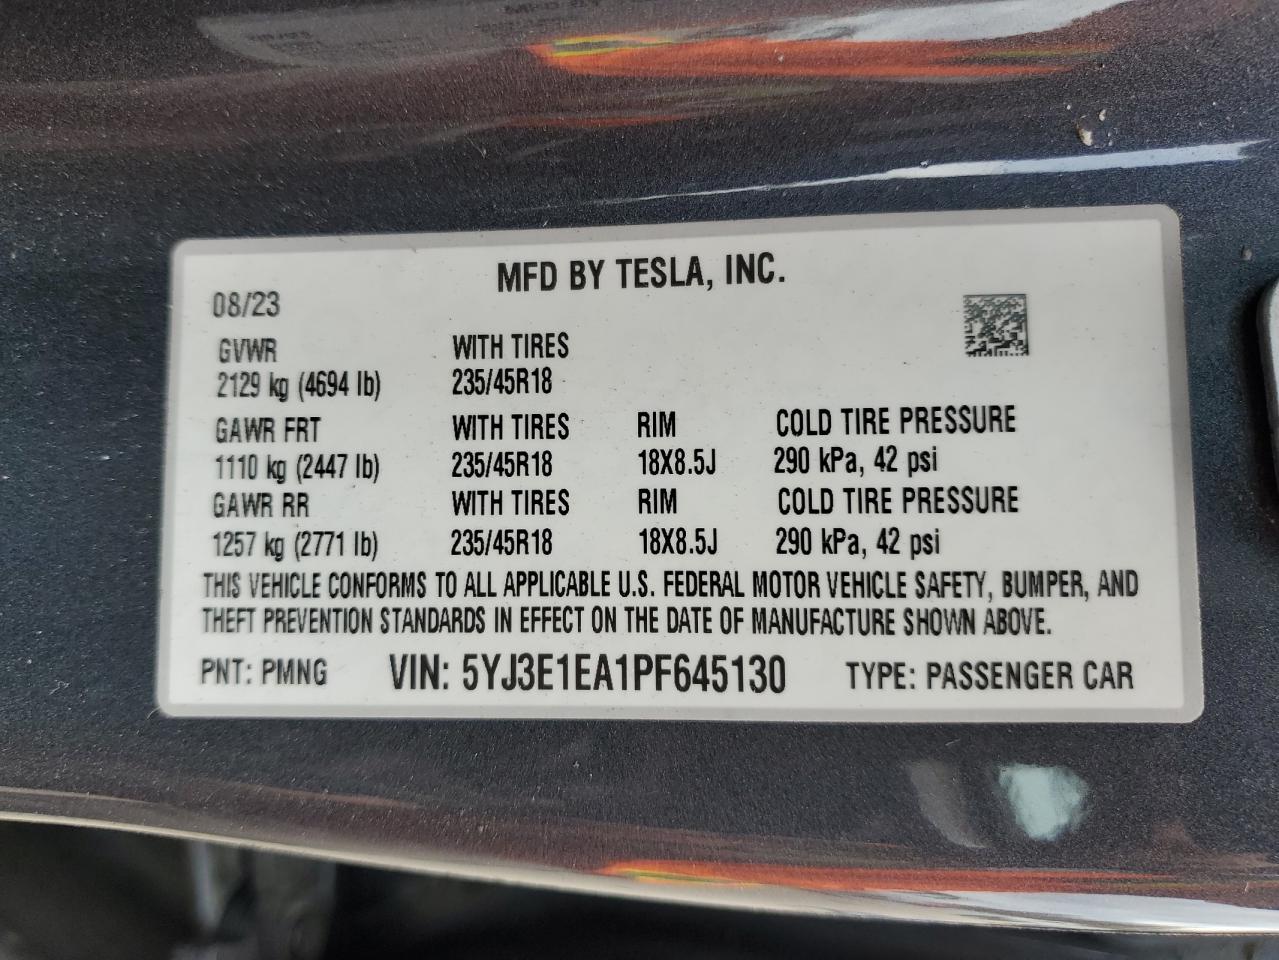 MFD BY TESLA, INC.
08/23
GVWR WITH TIRES
2129 kg (4694 lb) 235/45R18
GAWR FRT WITH TIRES RIM COLD TIRE PRESSURE
1110 kg (2447 lb) 235/45R18 18X8.5J 290 kPa, 42 psi
GAWR RR WITH TIRES RIM COLD TIRE PRESSURE
1257 kg (2771 lb) 235/45R18 18X8.5J 290 kPa, 42 psi
THIS VEHICLE CONFORMS TO ALL APPLICABLE U.S. FEDERAL MOTOR VEHICLE SAFETY, BUMPER, AND
THEFT PREVENTION STANDARDS IN EFFECT ON THE DATE OF MANUFACTURE SHOWN ABOVE.
PNT: PMNG VIN: 5YJ3E1EA1PF645130 TYPE: PASSENGER CAR